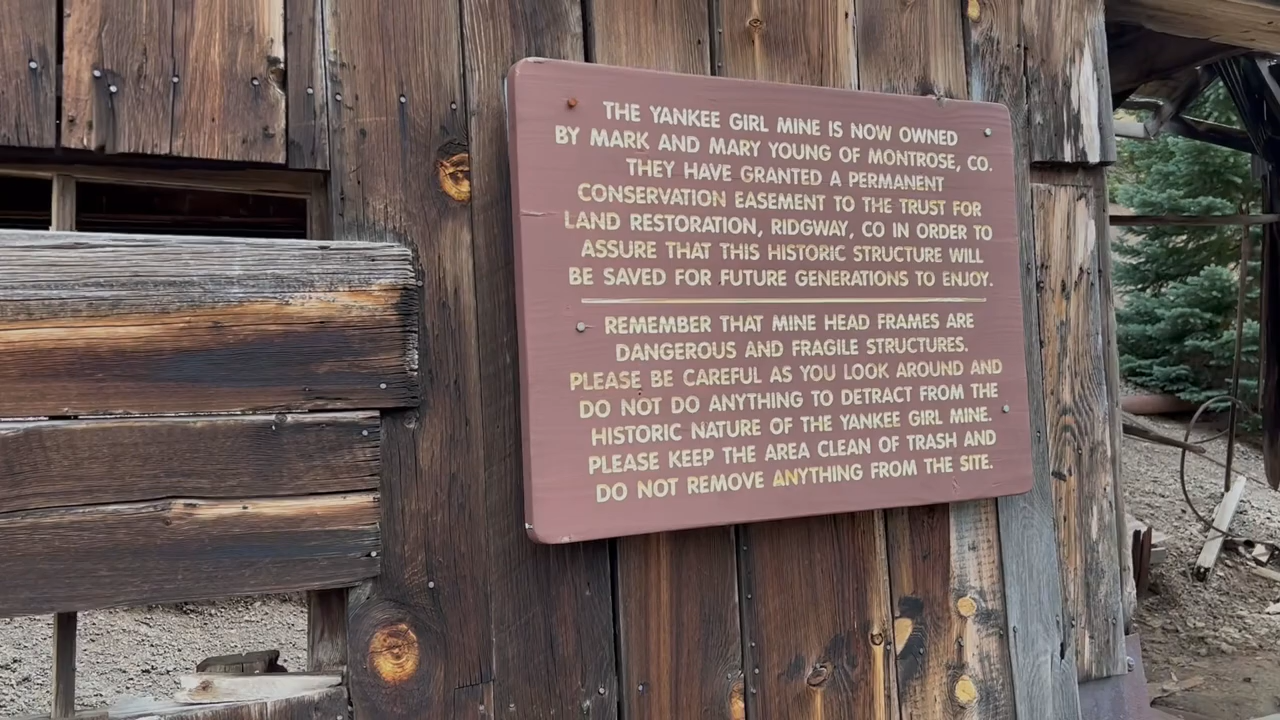 THE YANKEE GIRL MINE IS NOW OWNED
BY MARK AND MARY YOUNG OF MONTROSE, CO.
THEY HAVE GRANTED A PERMANENT
CONSERVATION EASEMENT TO THE TRUST FOR
LAND RESTORATION, RIDGWAY, CO IN ORDER TO
ASSURE THAT THIS HISTORIC STRUCTURE WILL
BE SAVED FOR FUTURE GENERATIONS TO ENJOY.
REMEMBER THAT MINE HEAD FRAMES ARE
DANGEROUS AND FRAGILE STRUCTURES.
PLEASE BE CAREFUL AS YOU LOOK AROUND AND
DO NOT DO ANYTHING TO DETRACT FROM THE
HISTORIC NATURE OF THE YANKEE GIRL MINE.
PLEASE KEEP THE AREA CLEAN OF TRASH AND
DO NOT REMOVE ANYTHING FROM THE SITE.